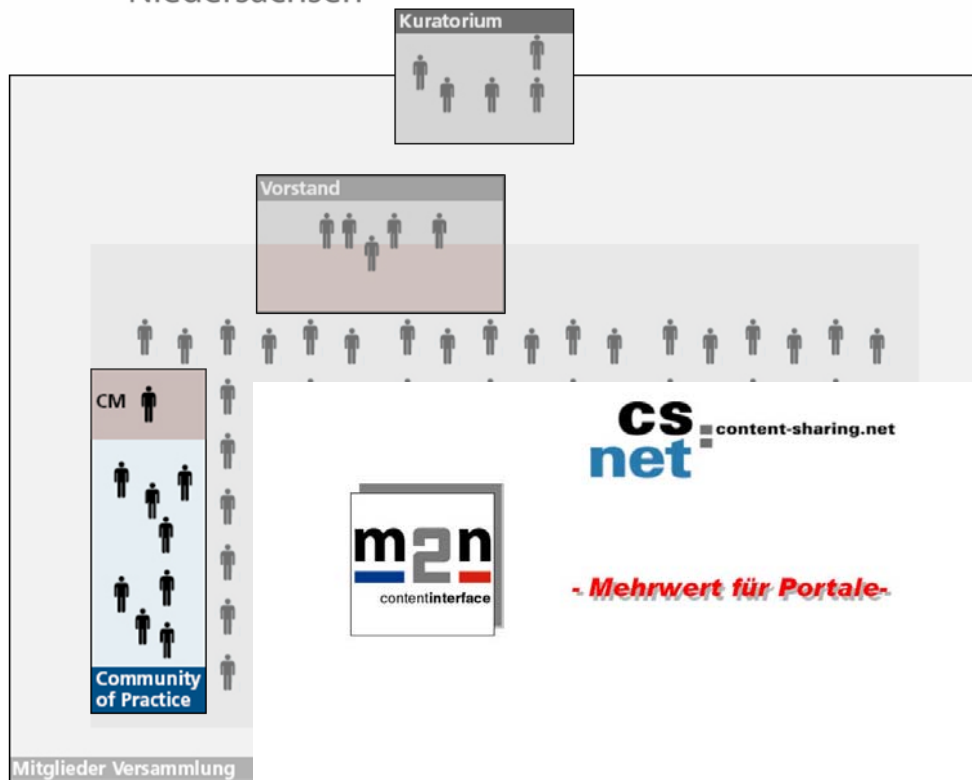 Niedersachsen
Kuratorium
Vorstand
CM
cs
net
content-sharing.net
m2n
contentinterface
- Mehrwert für Portale-
Community
of Practice
Mitglieder Versammlung